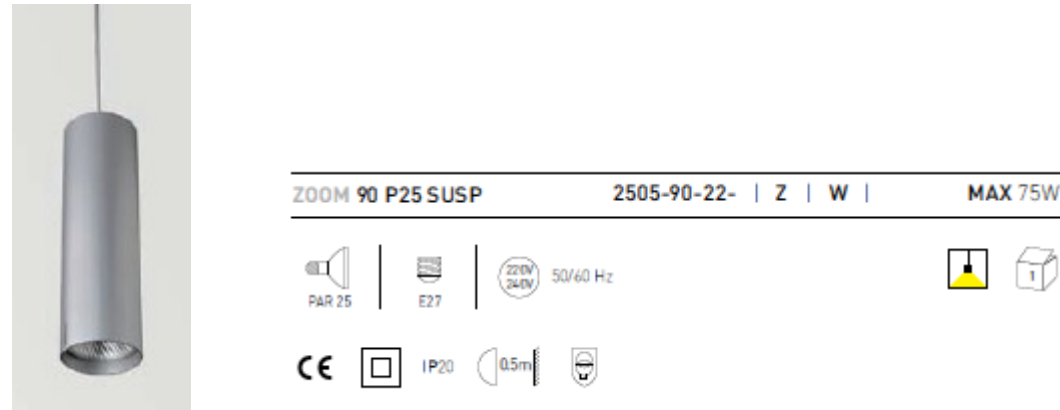 ZOOM 90 P25 SUSP 2505-90-22- | Z | W | MAX 75W
PAR 25 E27 220V 240V 50/60 Hz 1
CE IP20 0.5m